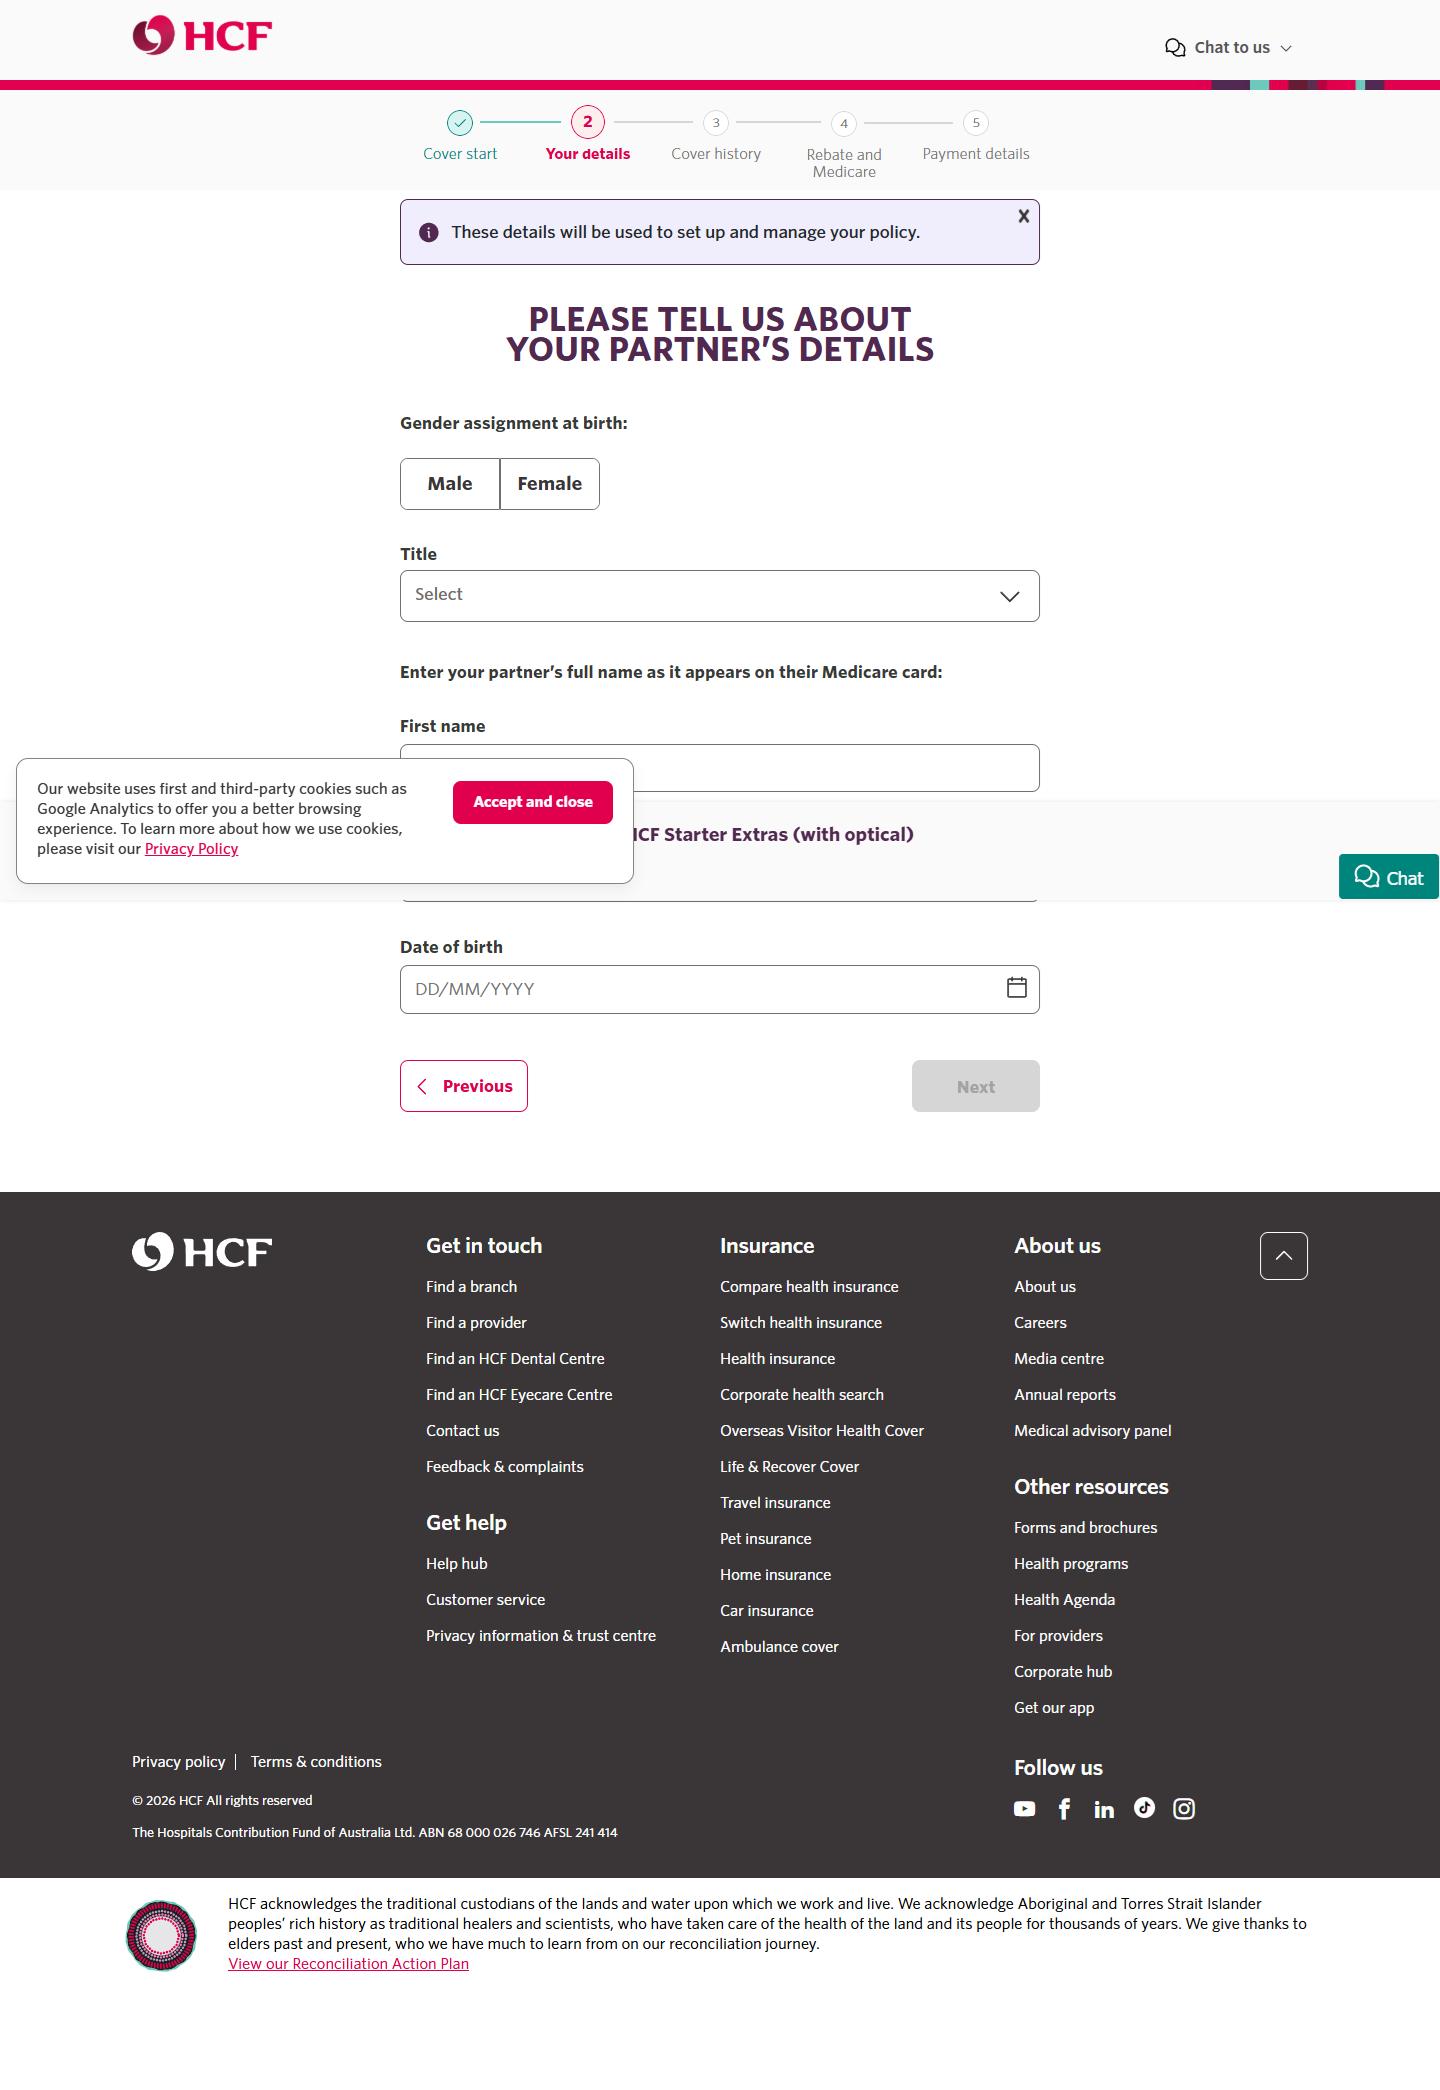 HCF
Chat to us
2
3
4
5
Cover start
Your details
Cover history
Rebate and
Medicare
Payment details
These details will be used to set up and manage your policy.
X
PLEASE TELL US ABOUT
YOUR PARTNER'S DETAILS
Gender assignment at birth:
Male
Female
Title
Select
Enter your partner's full name as it appears on their Medicare card:
First name
Our website uses first and third-party cookies such as
Google Analytics to offer you a better browsing
experience. To learn more about how we use cookies,
please visit our Privacy Policy
Accept and close
HCF Starter Extras (with optical)
Chat
Date of birth
DD/MM/YYYY
Previous
Next
HCF
Get in touch
Find a branch
Find a provider
Find an HCF Dental Centre
Find an HCF Eyecare Centre
Contact us
Feedback & complaints
Get help
Help hub
Customer service
Privacy information & trust centre
Insurance
Compare health insurance
Switch health insurance
Health insurance
Corporate health search
Overseas Visitor Health Cover
Life & Recover Cover
Travel insurance
Pet insurance
Home insurance
Car insurance
Ambulance cover
About us
About us
Careers
Media centre
Annual reports
Medical advisory panel
Other resources
Forms and brochures
Health programs
Health Agenda
For providers
Corporate hub
Get our app
Follow us
Privacy policy
Terms & conditions
© 2026 HCF All rights reserved
The Hospitals Contribution Fund of Australia Ltd. ABN 68 000 026 746 AFSL 241 414
HCF acknowledges the traditional custodians of the lands and water upon which we work and live. We acknowledge Aboriginal and Torres Strait Islander
peoples' rich history as traditional healers and scientists, who have taken care of the health of the land and its people for thousands of years. We give thanks to
elders past and present, who we have much to learn from on our reconciliation journey.
View our Reconciliation Action Plan